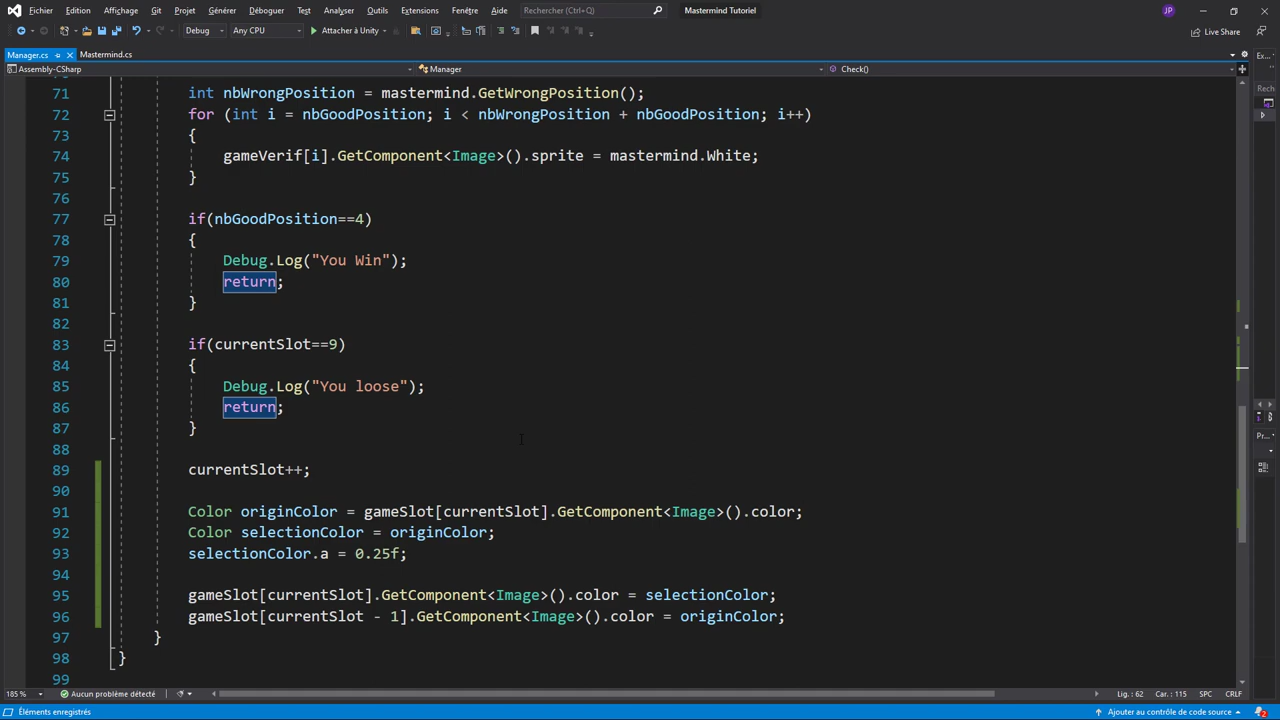 Fichier Édition Affichage Git Projet Générer Déboguer Test Analyser Outils Extensions Fenêtre Aide Rechercher (Ctrl+Q) Mastermind Tutoriel JP
Debug Any CPU Attacher à Unity Live Share
Manager.cs Mastermind.cs Ex...
Assembly-CSharp Manager Check() Rech
71 int nbWrongPosition = mastermind.GetWrongPosition();
72 for (int i = nbGoodPosition; i < nbWrongPosition + nbGoodPosition; i++)
73 {
74 gameVerif[i].GetComponent<Image>().sprite = mastermind.White;
75 }
76
77 if(nbGoodPosition==4)
78 {
79 Debug.Log("You Win");
80 return;
81 }
82
83 if(currentSlot==9)
84 {
85 Debug.Log("You loose");
86 return;
87 }
88
89 currentSlot++;
90
91 Color originColor = gameSlot[currentSlot].GetComponent<Image>().color;
92 Color selectionColor = originColor;
93 selectionColor.a = 0.25f;
94
95 gameSlot[currentSlot].GetComponent<Image>().color = selectionColor;
96 gameSlot[currentSlot - 1].GetComponent<Image>().color = originColor;
97 }
98 }
99
Pr...
185 % Aucun problème détecté Lig. : 62 Car. : 115 SPC CRLF
Éléments enregistrés Ajouter au contrôle de code source 2